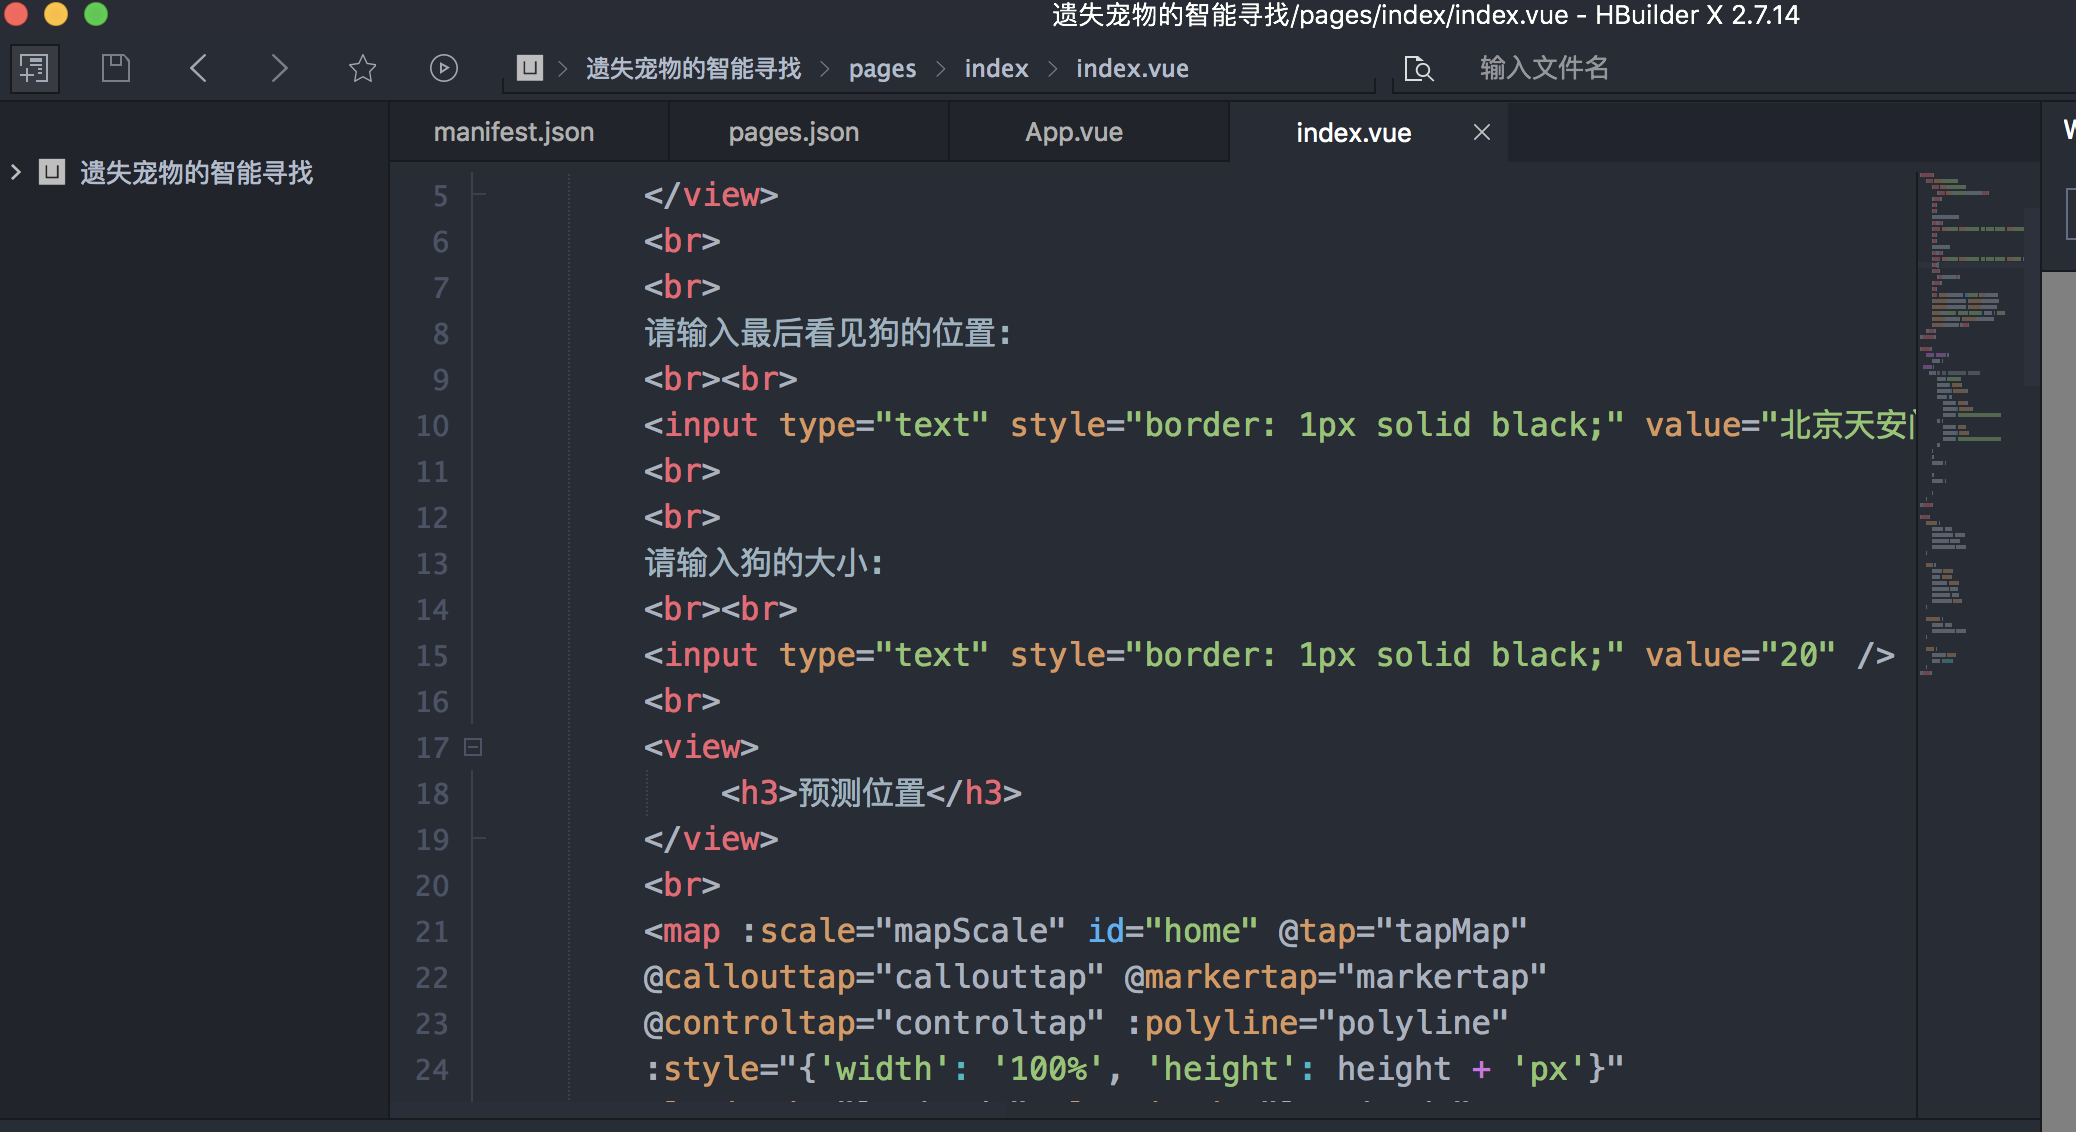 遗失宠物的智能寻找/pages/index/index.vue - HBuilder X 2.7.14
遗失宠物的智能寻找 > pages > index > index.vue
输入文件名
manifest.json
pages.json
App.vue
index.vue
遗失宠物的智能寻找
5 </view>
6 <br>
7 <br>
8 请输入最后看见狗的位置:
9 <br><br>
10 <input type="text" style="border: 1px solid black;" value="北京天安
11 <br>
12 <br>
13 请输入狗的大小:
14 <br><br>
15 <input type="text" style="border: 1px solid black;" value="20" />
16 <br>
17 <view>
18 <h3>预测位置</h3>
19 </view>
20 <br>
21 <map :scale="mapScale" id="home" @tap="tapMap"
22 @callouttap="callouttap" @markertap="markertap"
23 @controltap="controltap" :polyline="polyline"
24 :style="{'width': '100%', 'height': height + 'px'}"